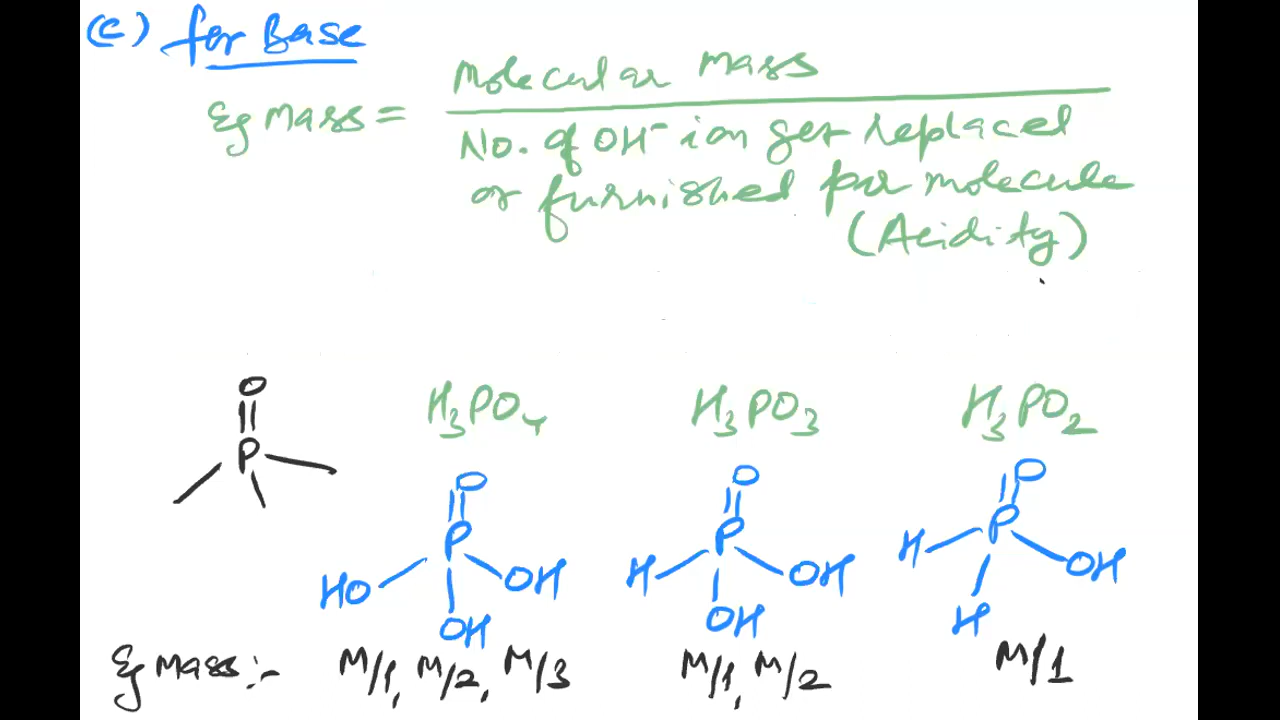 (C) for Base
Eq Mass = Molecular Mass
No. of OH⁻ ion get replaced
or furnished par molecule
(Acidity)
H₃PO₄ H₃PO₃ H₃PO₂
O O O O
P P P P
HO OH H OH H OH
OH OH H
Eq Mass :- M/1, M/2, M/3 M/1, M/2 M/1